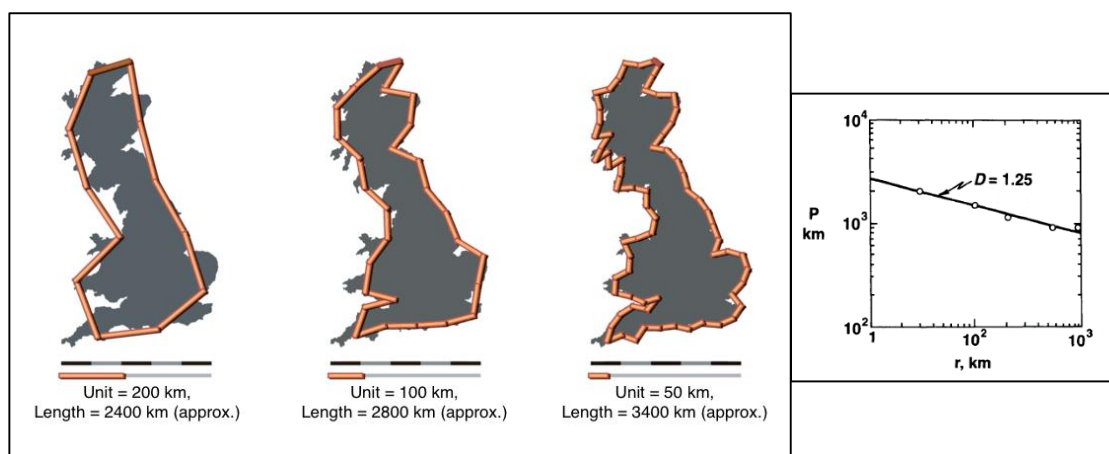 Unit = 200 km,
Length = 2400 km (approx.)
Unit = 100 km,
Length = 2800 km (approx.)
Unit = 50 km,
Length = 3400 km (approx.)
10⁴
D = 1.25
P
km
10³
10²
1
10²
10³
r, km